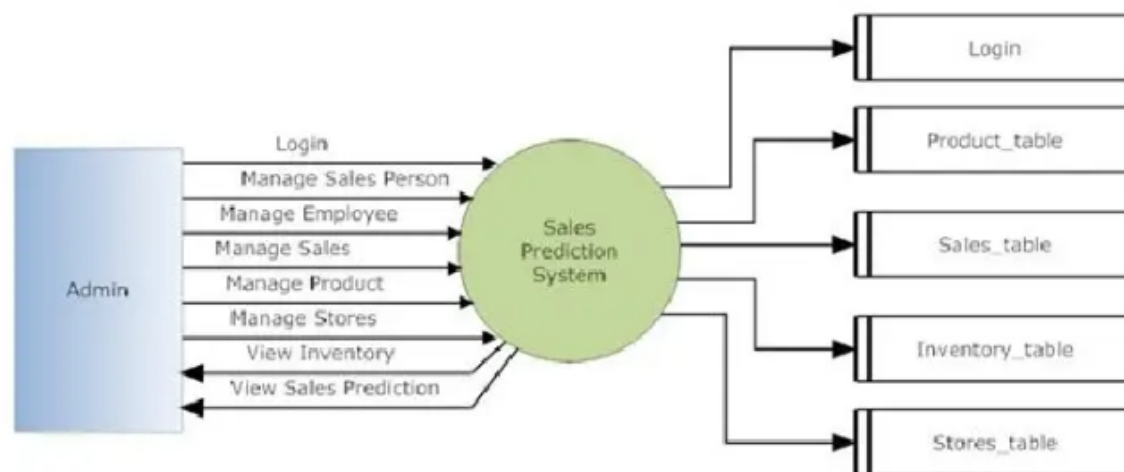 Admin
Login
Manage Sales Person
Manage Employee
Manage Sales
Manage Product
Manage Stores
View Inventory
View Sales Prediction
Sales
Prediction
System
Login
Product_table
Sales_table
Inventory_table
Stores_table